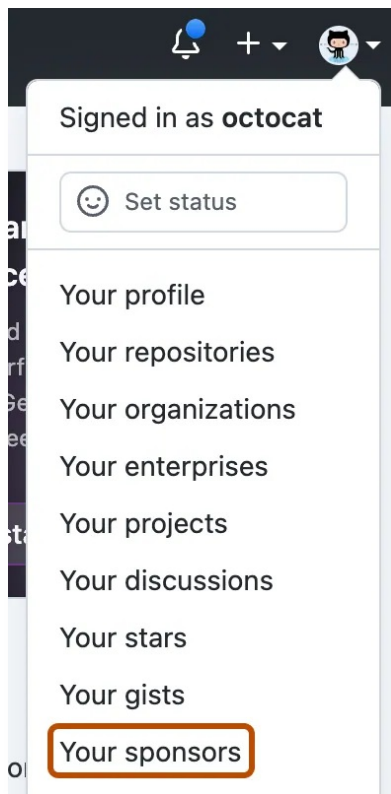 Signed in as octocat
Set status
Your profile
Your repositories
Your organizations
Your enterprises
Your projects
Your discussions
Your stars
Your gists
Your sponsors